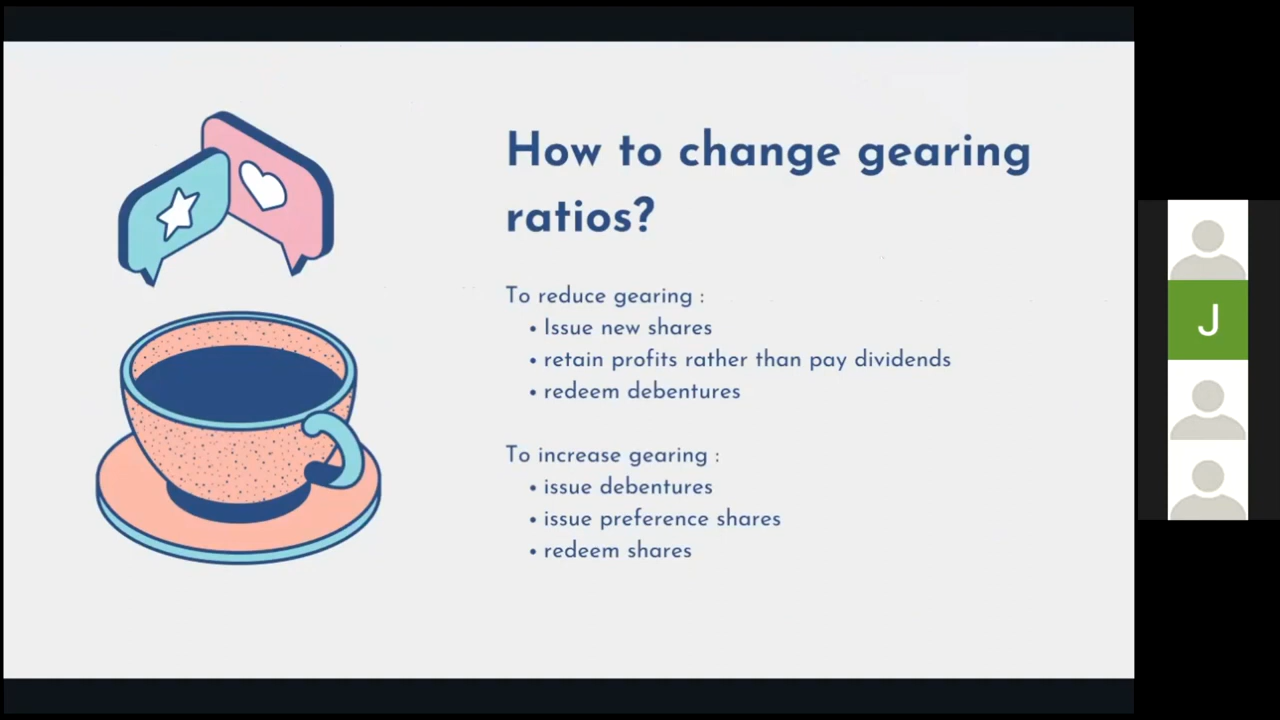 How to change gearing
ratios?
To reduce gearing :
• Issue new shares
• retain profits rather than pay dividends
• redeem debentures
To increase gearing :
• issue debentures
• issue preference shares
• redeem shares
J